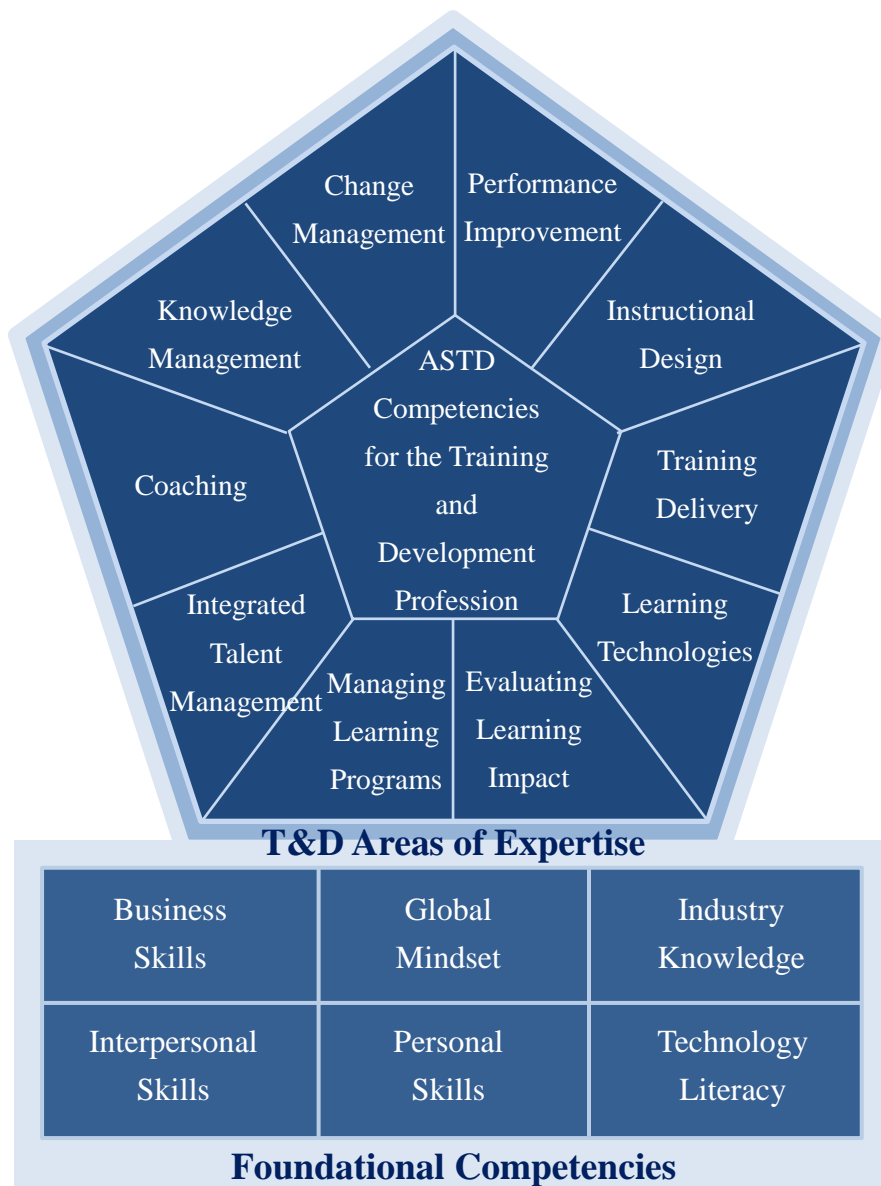 Change
Management
Performance
Improvement
Knowledge
Management
Instructional
Design
ASTD
Competencies
for the Training
and
Development
Profession
Coaching
Training
Delivery
Integrated
Talent
Management
Learning
Technologies
Managing
Learning
Programs
Evaluating
Learning
Impact
T&D Areas of Expertise
Business
Skills
Global
Mindset
Industry
Knowledge
Interpersonal
Skills
Personal
Skills
Technology
Literacy
Foundational Competencies